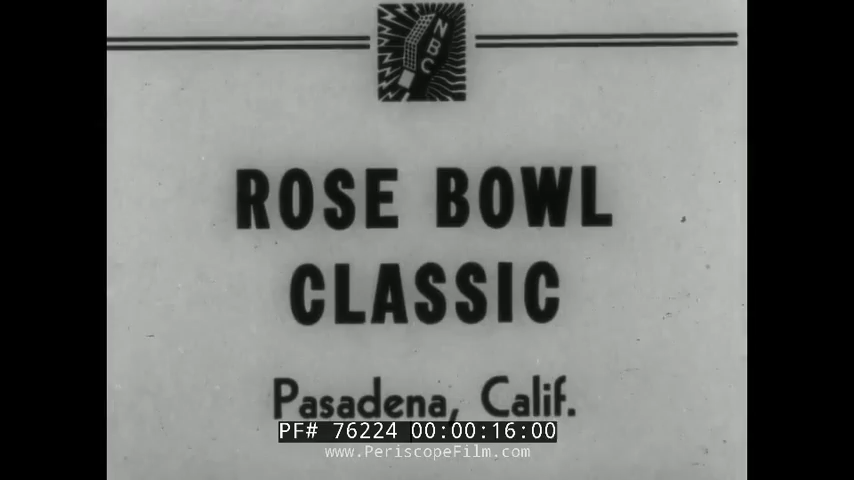 NBC
ROSE BOWL
CLASSIC
Pasadena, Calif.
PF# 76224 00:00:16:00
www.PeriscopeFilm.com